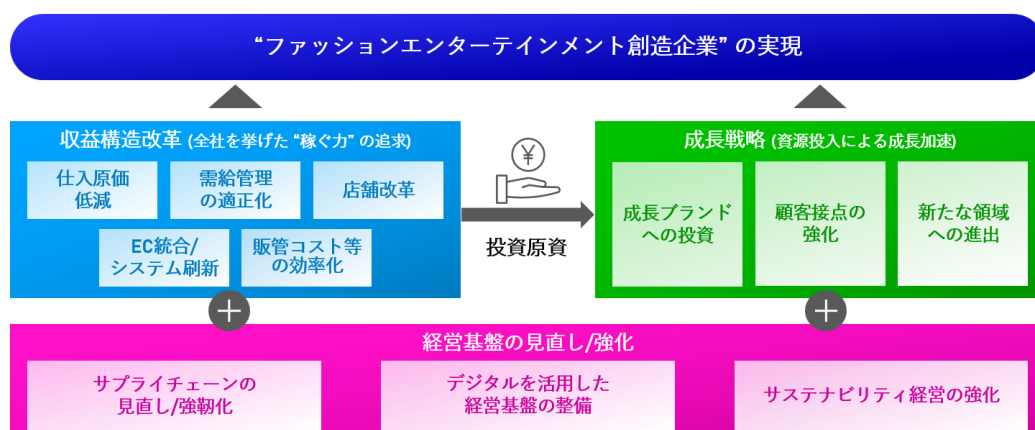 “ファッションエンターテインメント創造企業” の実現
収益構造改革 (全社を挙げた “稼ぐ力” の追求)
仕入原価
低減
需給管理
の適正化
店舗改革
EC統合/
システム刷新
販管コスト等
の効率化
¥
投資原資
成長戦略 (資源投入による成長加速)
成長ブランド
への投資
顧客接点の
強化
新たな領域
への進出
経営基盤の見直し/強化
サプライチェーンの
見直し/強靭化
デジタルを活用した
経営基盤の整備
サステナビリティ経営の強化